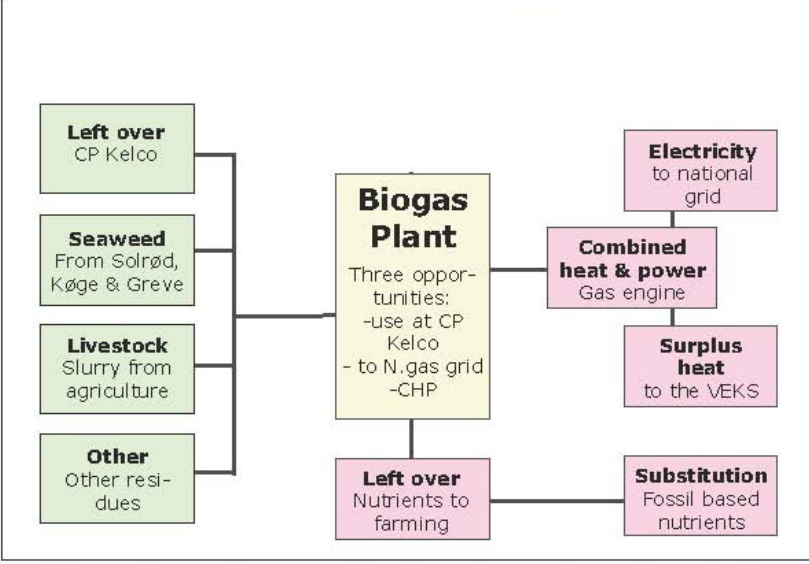 Left over
CP Kelco
Seaweed
From Solrød,
Køge & Greve
Livestock
Slurry from
agriculture
Other
Other resi-
dues
Biogas
Plant
Three oppor-
tunities:
-use at CP
Kelco
- to N.gas grid
-CHP
Left over
Nutrients to
farming
Electricity
to national
grid
Combined
heat & power
Gas engine
Surplus
heat
to the VEKS
Substitution
Fossil based
nutrients